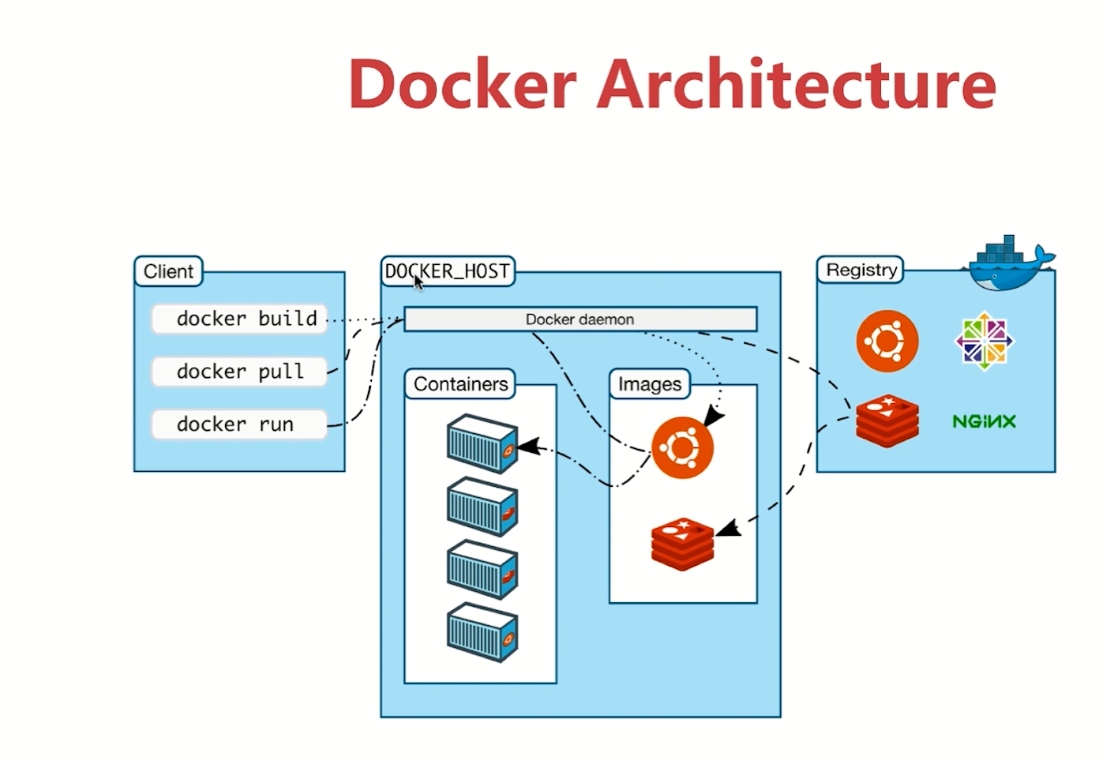 Docker Architecture
Client
DOCKER_HOST
Registry
docker build
docker pull
docker run
Docker daemon
Containers
Images
NGiNX